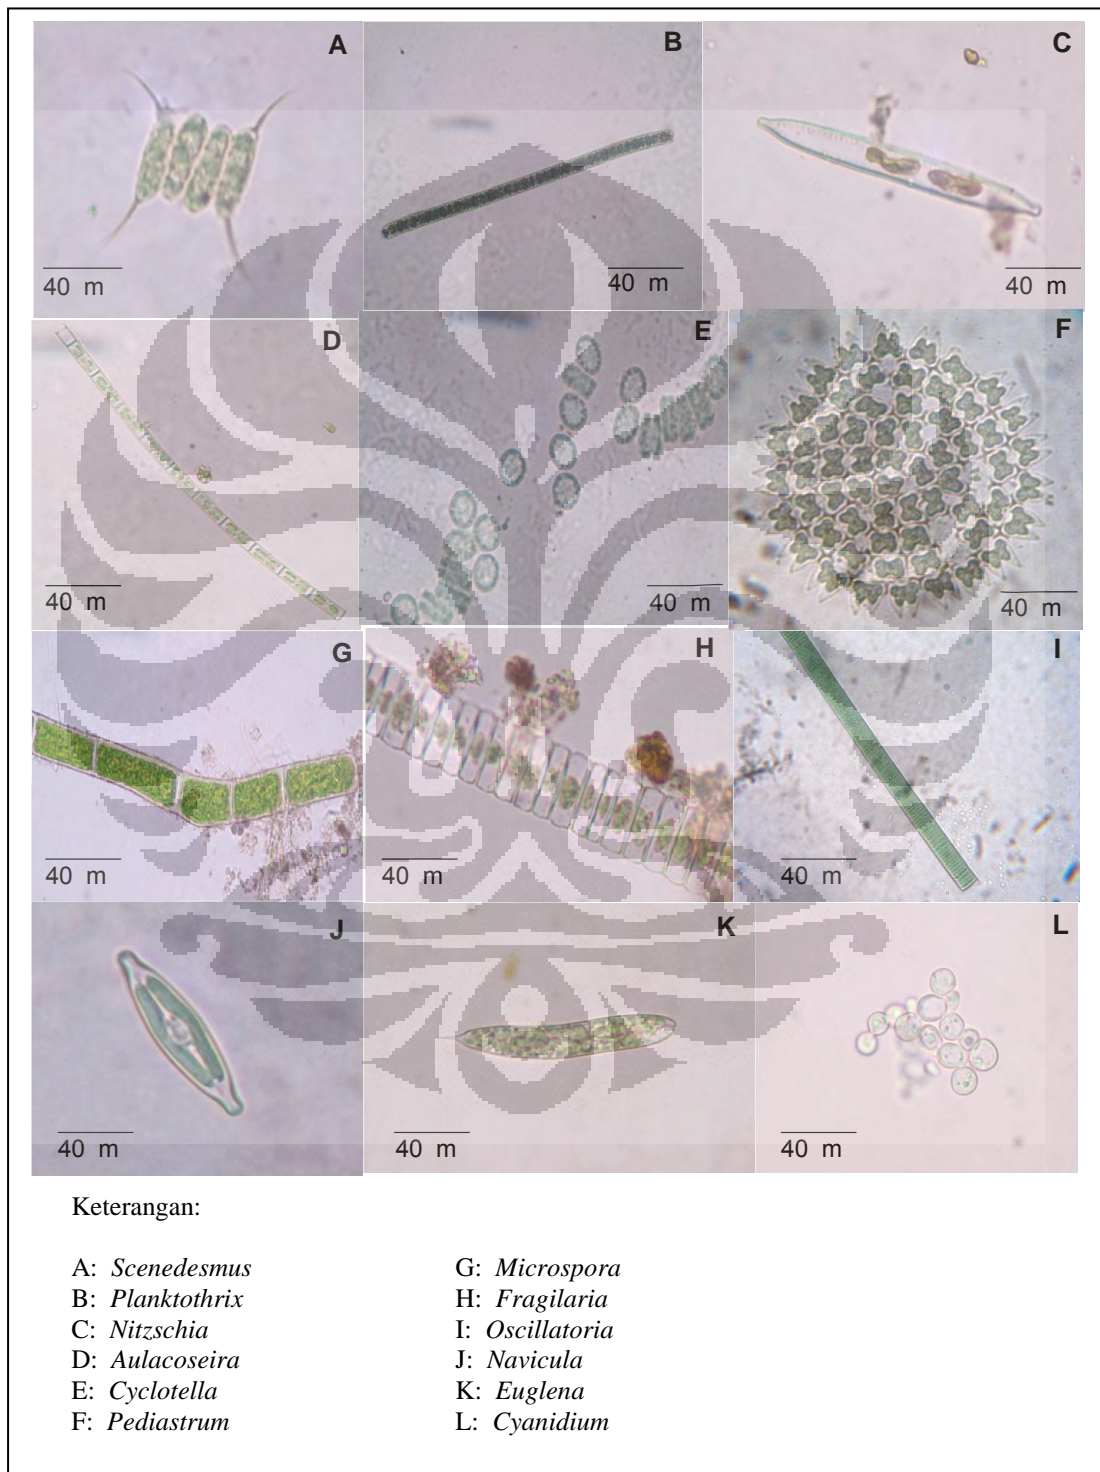 A
B
C
40 m
40 m
40 m
D
E
F
40 m
40 m
40 m
G
H
I
40 m
40 m
40 m
J
K
L
40 m
40 m
40 m
Keterangan:
A: Scenedesmus
B: Planktothrix
C: Nitzschia
D: Aulacoseira
E: Cyclotella
F: Pediastrum
G: Microspora
H: Fragilaria
I: Oscillatoria
J: Navicula
K: Euglena
L: Cyanidium